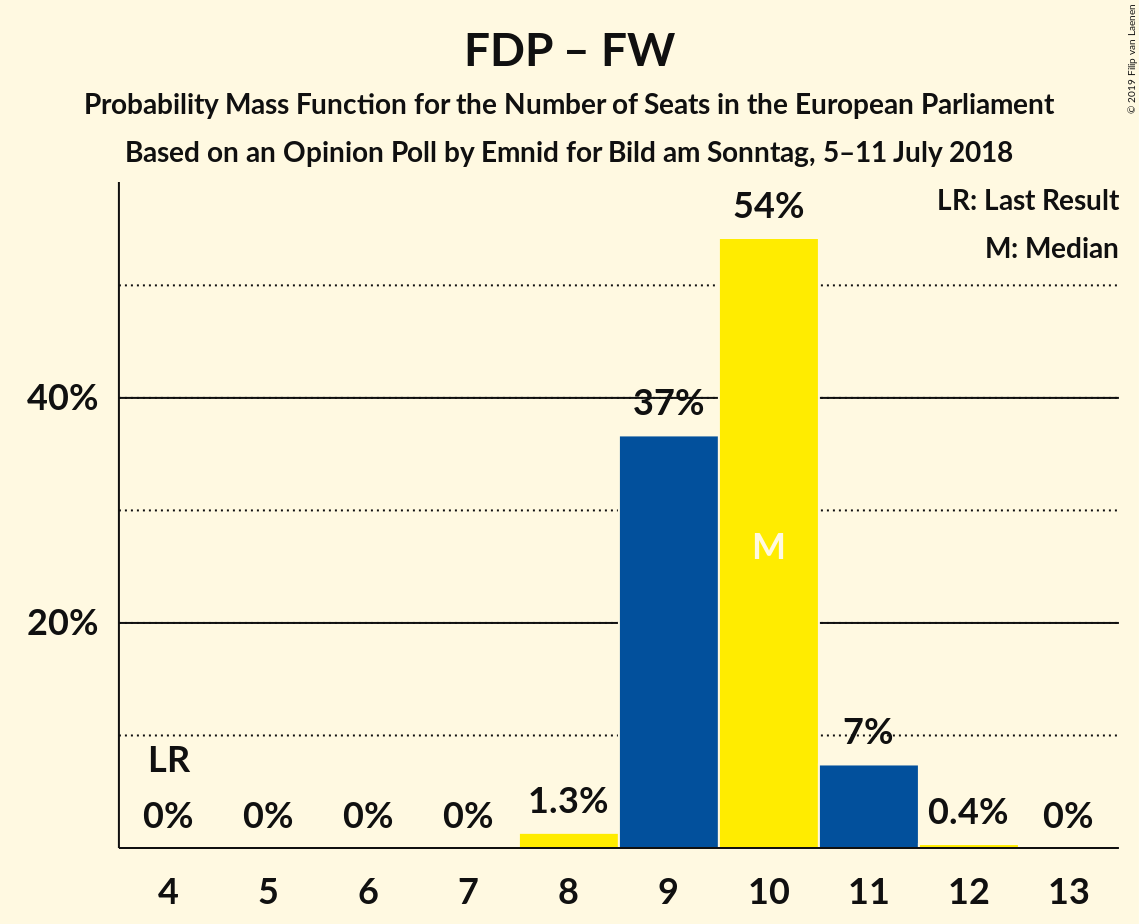 FDP – FW
Probability Mass Function for the Number of Seats in the European Parliament
Based on an Opinion Poll by Emnid for Bild am Sonntag, 5–11 July 2018
© 2019 Filip van Laenen
LR: Last Result
M: Median
54%
40%
37%
M
20%
7%
LR
0% 0% 0% 0% 1.3% 0.4% 0%
4 5 6 7 8 9 10 11 12 13